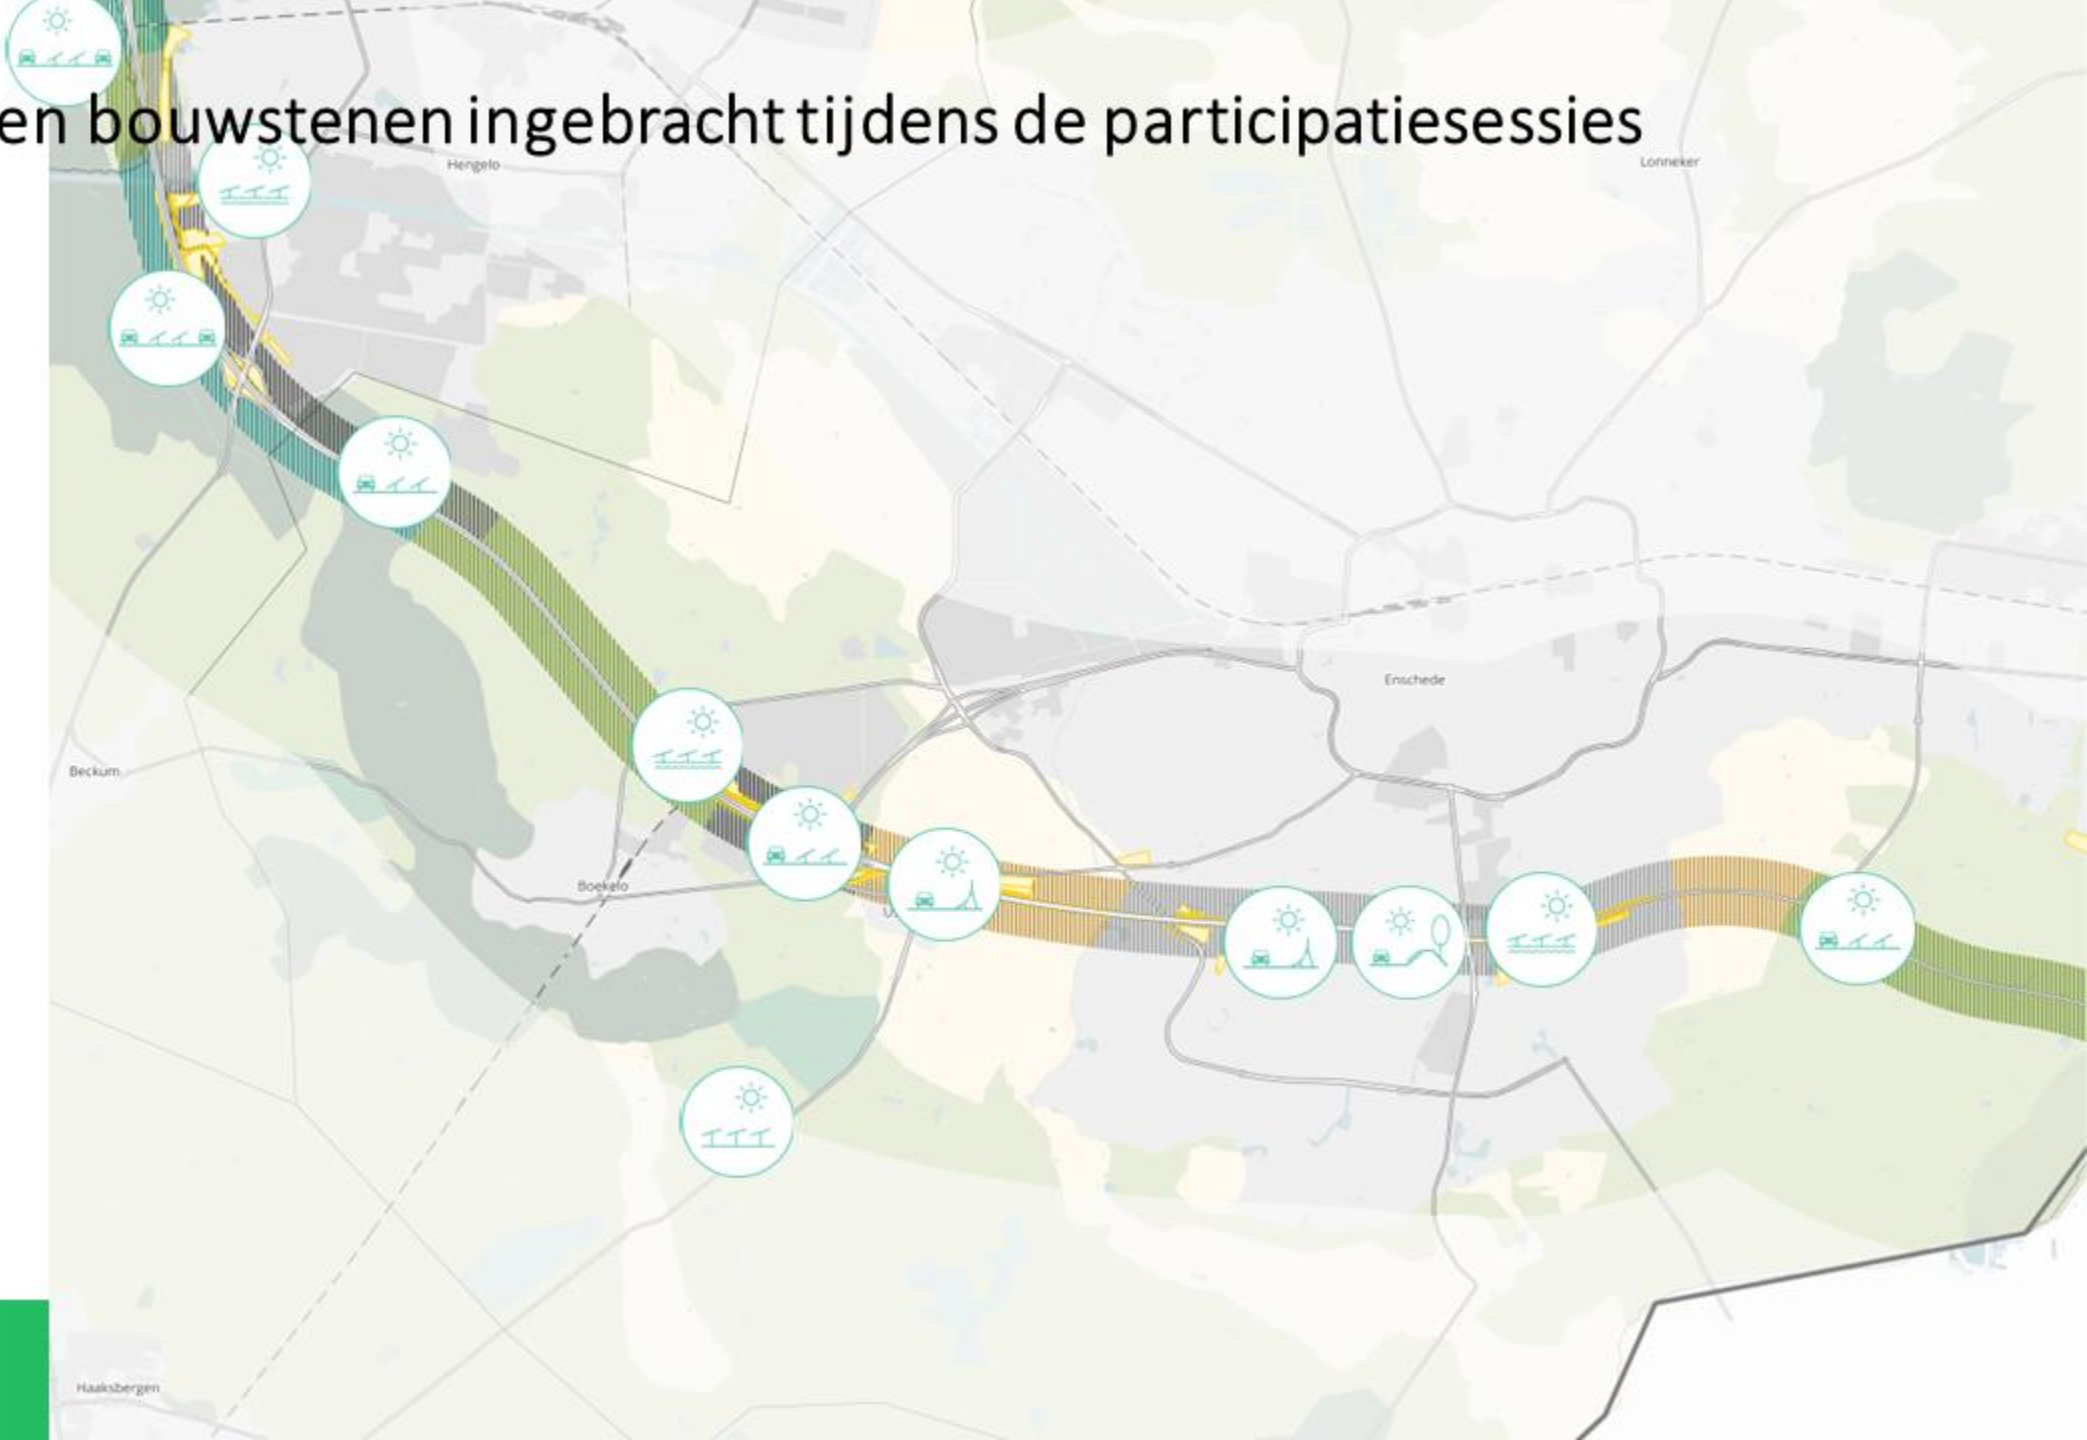 en bouwstenen ingebracht tijdens de participatiesessies
Hengelo
Lonneker
Enschede
Beckum
Boekelo
Haaksbergen